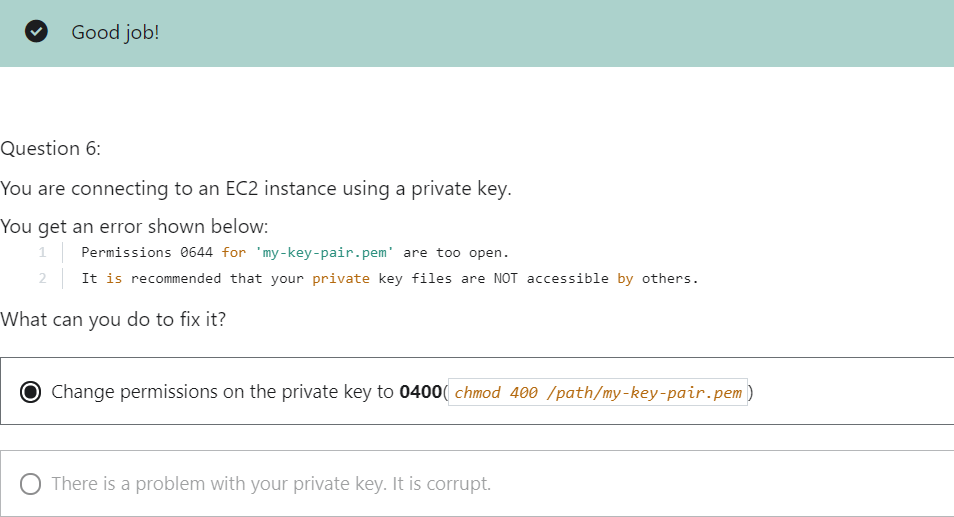 Good job!
Question 6:
You are connecting to an EC2 instance using a private key.
You get an error shown below:
1 Permissions 0644 for 'my-key-pair.pem' are too open.
2 It is recommended that your private key files are NOT accessible by others.
What can you do to fix it?
Change permissions on the private key to 0400(chmod 400 /path/my-key-pair.pem)
There is a problem with your private key. It is corrupt.